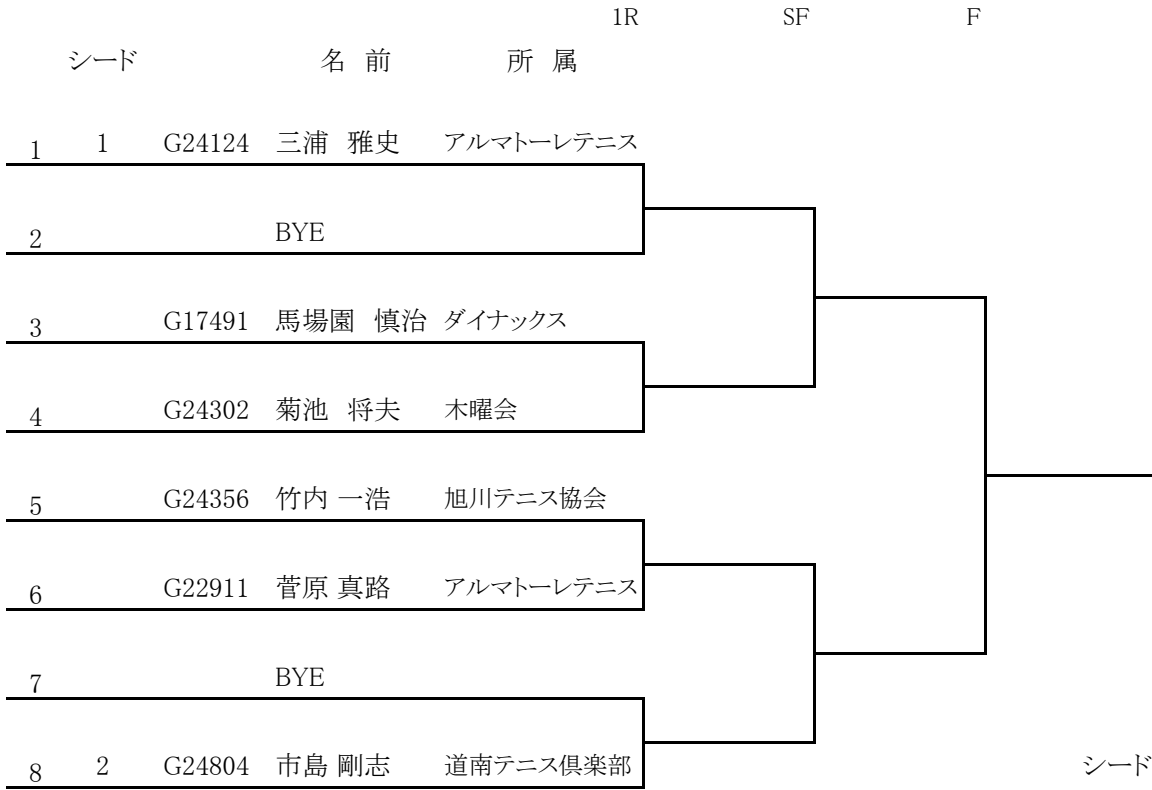 1R SF F
シード 名 前 所 属
1 1 G24124 三浦 雅史 アルマトーレテニス
2 BYE
3 G17491 馬場園 慎治 ダイナックス
4 G24302 菊池 将夫 木曜会
5 G24356 竹内 一浩 旭川テニス協会
6 G22911 菅原 真路 アルマトーレテニス
7 BYE
8 2 G24804 市島 剛志 道南テニス倶楽部 シード